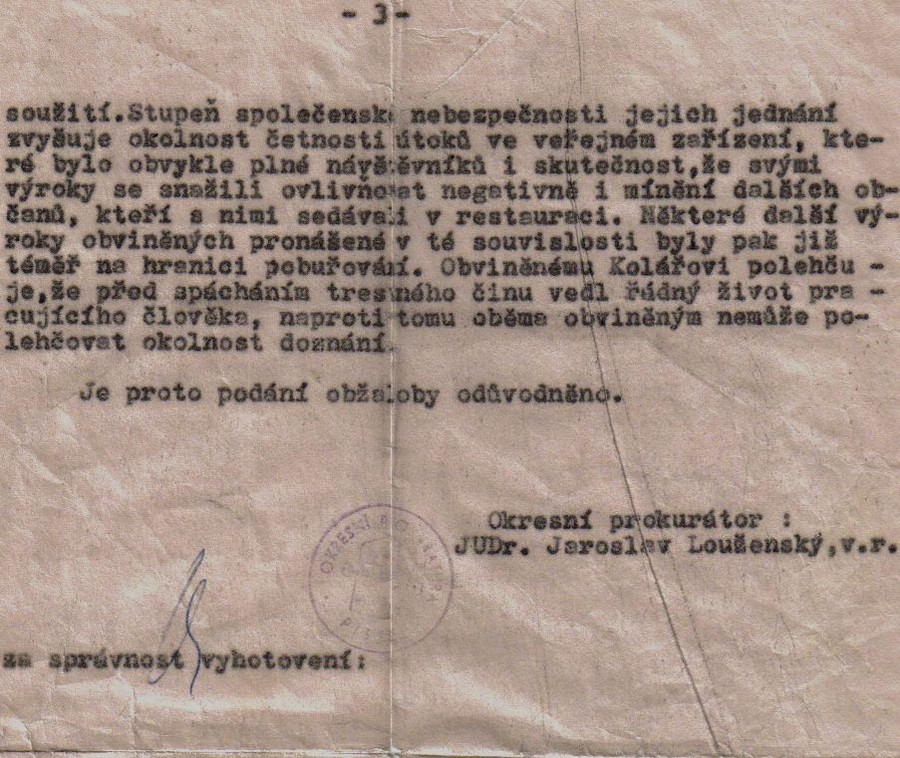 - 3 -
soužití.Stupeň společenské nebezpečnosti jejich jednání
zvyšuje okolnost četnosti útoků ve veřejném zařízení, kte-
ré bylo obvykle plné návštěvníků i skutečnost,že svými
výroky se snažili ovlivňovat negativně i mínění dalších ob-
čanů, kteří s nimi sedávali v restauraci. Některé další vý-
roky obviněných pronášené v té souvislosti byly pak již
téměř na hranici pobuřování. Obviněnému Kolářovi polehču -
je,že před spácháním trestného činu vedl řádný život pra -
cujícího člověka, naproti tomu oběma obviněným nemůže po-
lehčovat okolnost doznání.
Je proto podání obžaloby odůvodněno.
Okresní prokurátor :
JUDr. Jaroslav Louženský,v.r.
OKRESNÍ
za správnost vyhotovení: